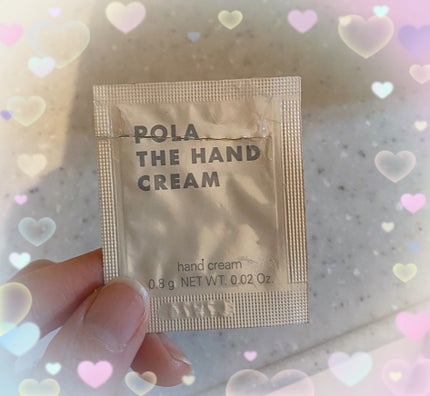 POLA
THE HAND
CREAM
hand cream
0.8 g NET WT. 0.02 Oz.